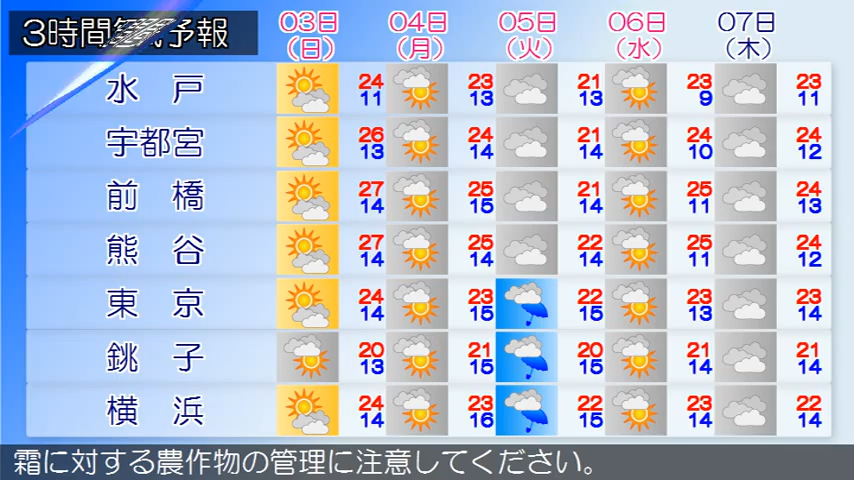 3時間天気予報
03日 04日 05日 06日 07日
(日) (月) (火) (水) (木)
水戸 24 11 23 13 21 13 23 9 23 11
宇都宮 26 13 24 14 21 14 24 10 24 12
前橋 27 14 25 15 21 14 25 11 24 13
熊谷 27 14 25 14 22 14 25 11 24 12
東京 24 14 23 15 22 15 23 13 23 14
銚子 20 13 21 15 20 15 21 14 21 14
横浜 24 14 23 16 22 15 23 14 22 14
霜に対する農作物の管理に注意してください。